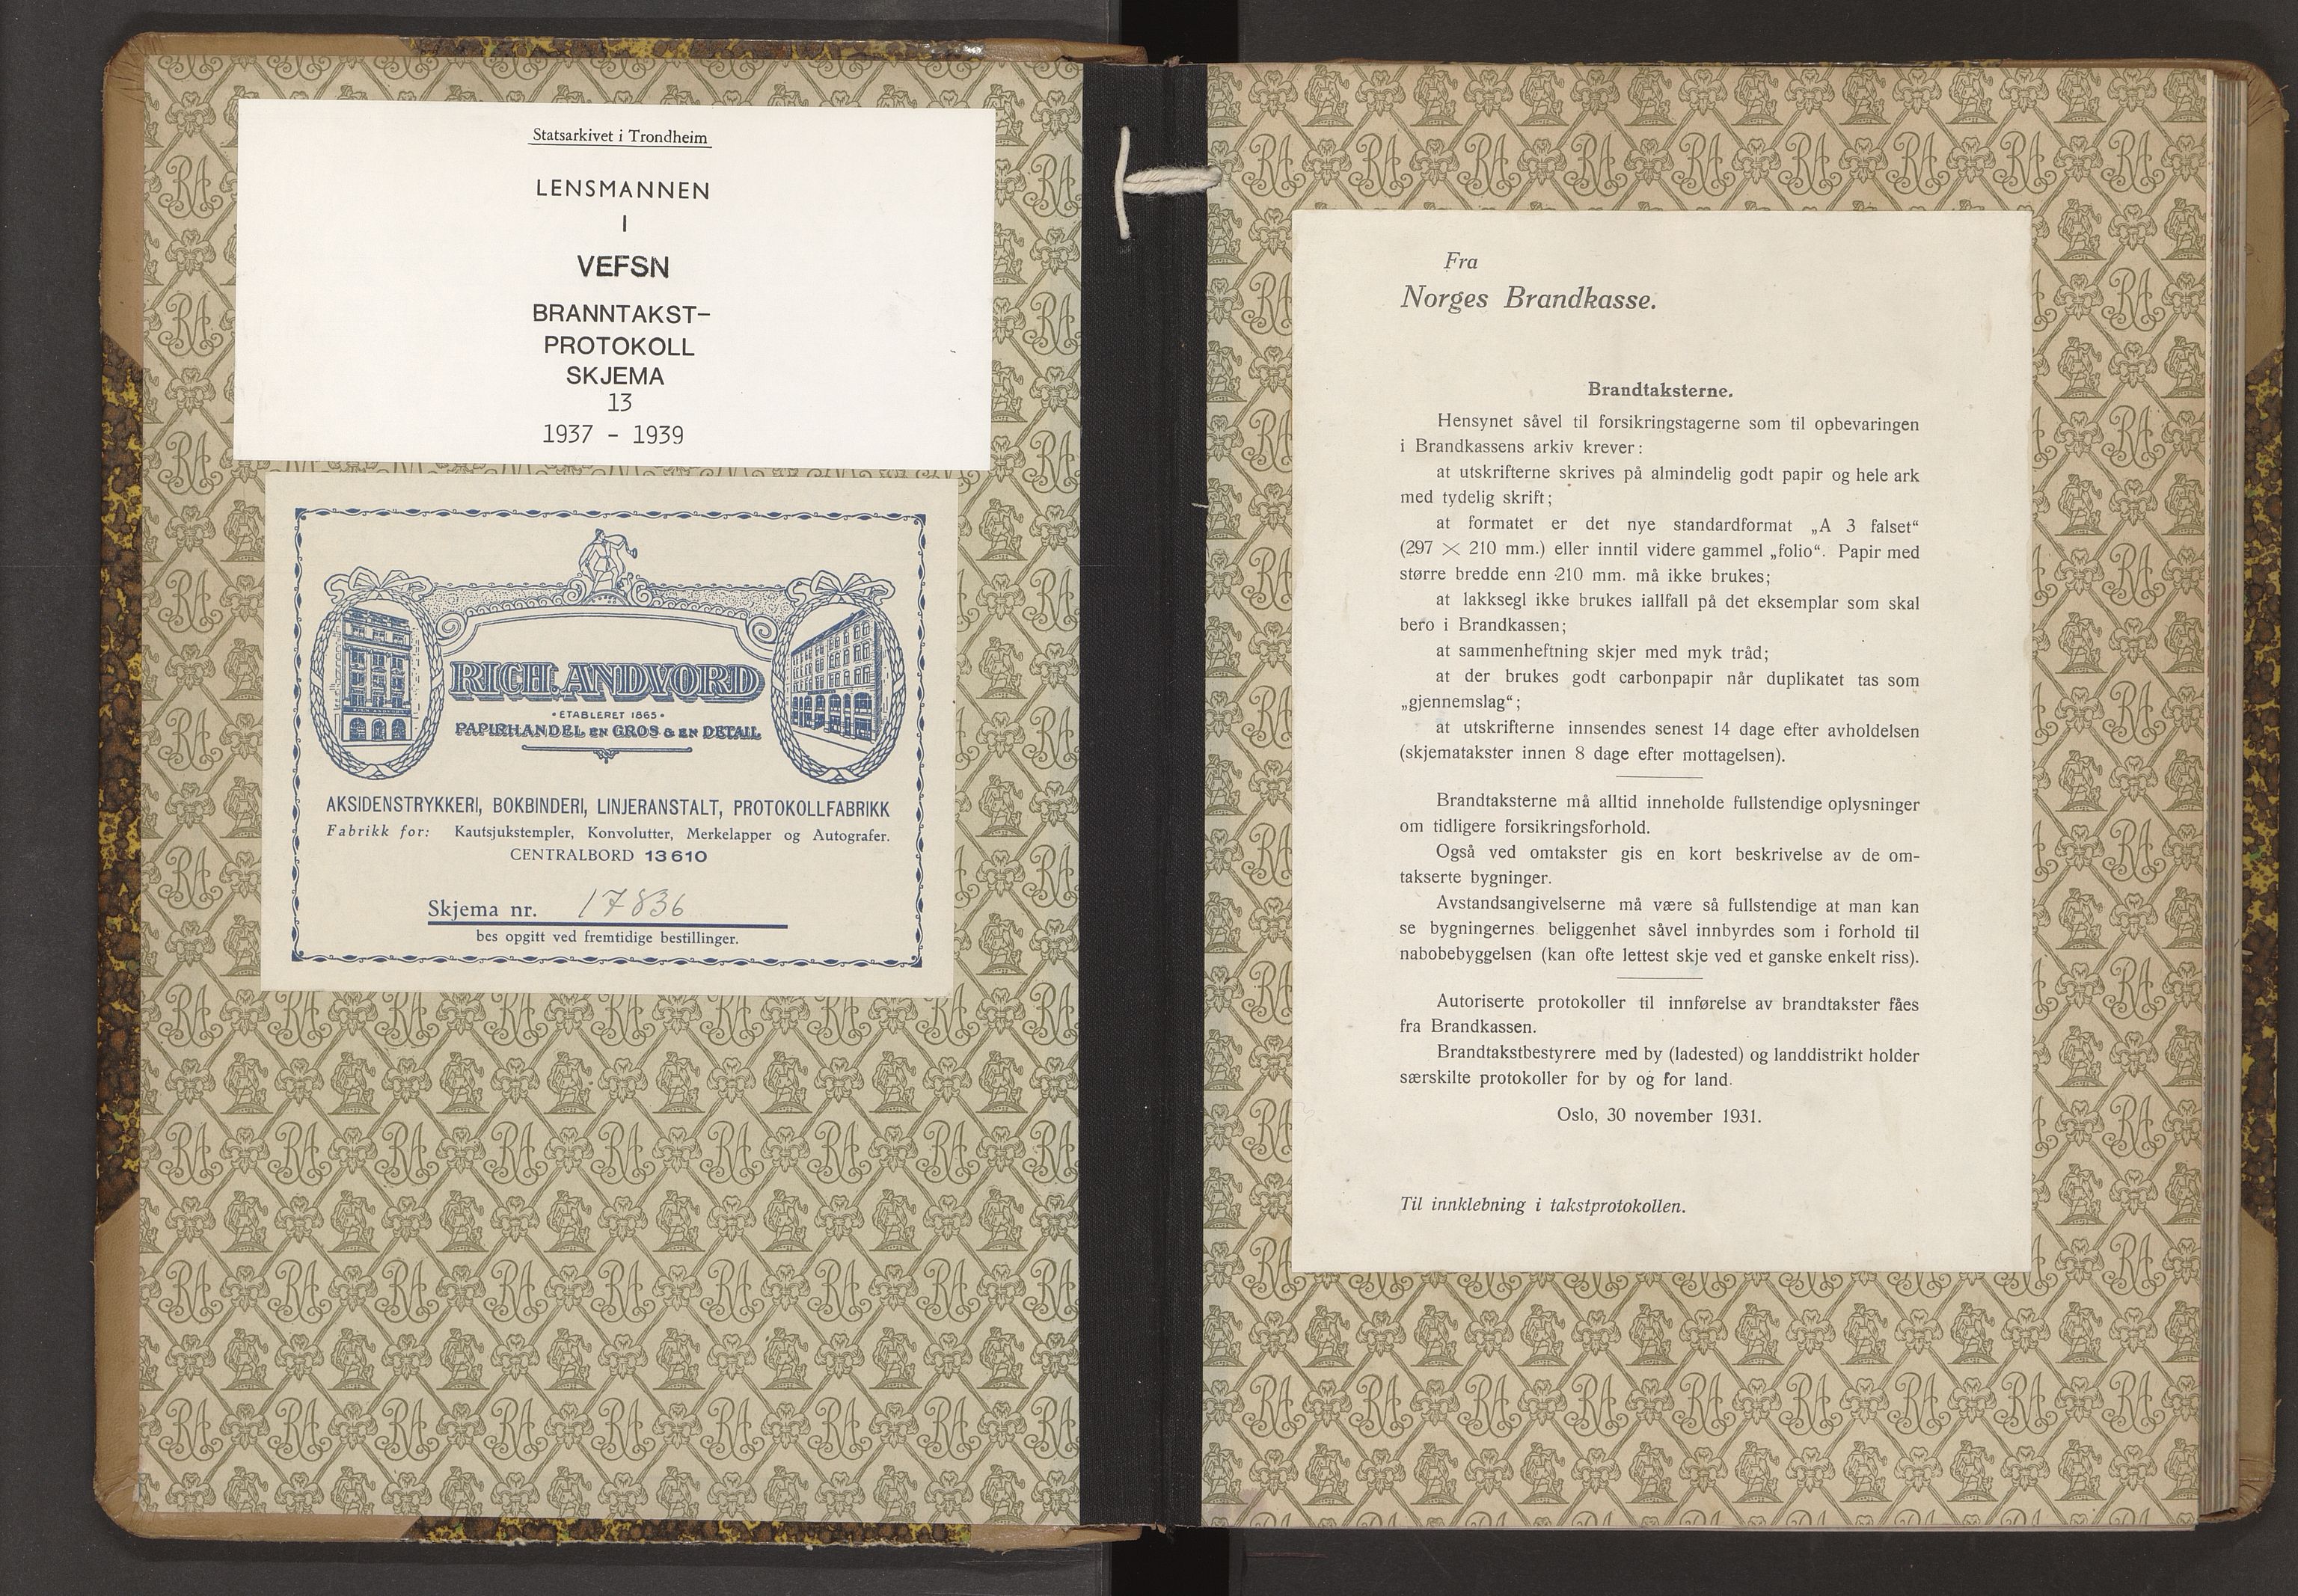 Statsarkivet i Trondheim
LENSMANNEN
I
VEFSN
BRANNTAKST-
PROTOKOLL
SKJEMA
13
1937 - 1939
RICH. ANDVORD
• ETABLERET 1865 •
PAPIRHANDEL EN GROS & EN DETAIL
AKSIDENSTRYKKERI, BOKBINDERI, LINJERANSTALT, PROTOKOLLFABRIKK
Fabrikk for: Kautsjukstempler, Konvolutter, Merkelapper og Autografer.
CENTRALBORD 13610
Skjema nr. 17836
bes opgitt ved fremtidige bestillinger.
Fra
Norges Brandkasse.
Brandtaksterne.
Hensynet såvel til forsikringstagerne som til opbevaringen
i Brandkassens arkiv krever:
at utskrifterne skrives på almindelig godt papir og hele ark
med tydelig skrift;
at formatet er det nye standardformat „A 3 falset“
(297 × 210 mm.) eller inntil videre gammel „folio“. Papir med
større bredde enn 210 mm. må ikke brukes;
at lakksegl ikke brukes iallfall på det eksemplar som skal
bero i Brandkassen;
at sammenheftning skjer med myk tråd;
at der brukes godt carbonpapir når duplikatet tas som
„gjennemslag“;
at utskrifterne innsendes senest 14 dage efter avholdelsen
(skjematakster innen 8 dage efter mottagelsen).
Brandtaksterne må alltid inneholde fullstendige oplysninger
om tidligere forsikringsforhold.
Også ved omtakster gis en kort beskrivelse av de om-
takserte bygninger.
Avstandsangivelserne må være så fullstendige at man kan
se bygningernes beliggenhet såvel innbyrdes som i forhold til
nabobebyggelsen (kan ofte lettest skje ved et ganske enkelt riss).
Autoriserte protokoller til innførelse av brandtakster fåes
fra Brandkassen.
Brandtakstbestyrere med by (ladested) og landdistrikt holder
særskilte protokoller for by og for land.
Oslo, 30 november 1931.
Til innklebning i takstprotokollen.